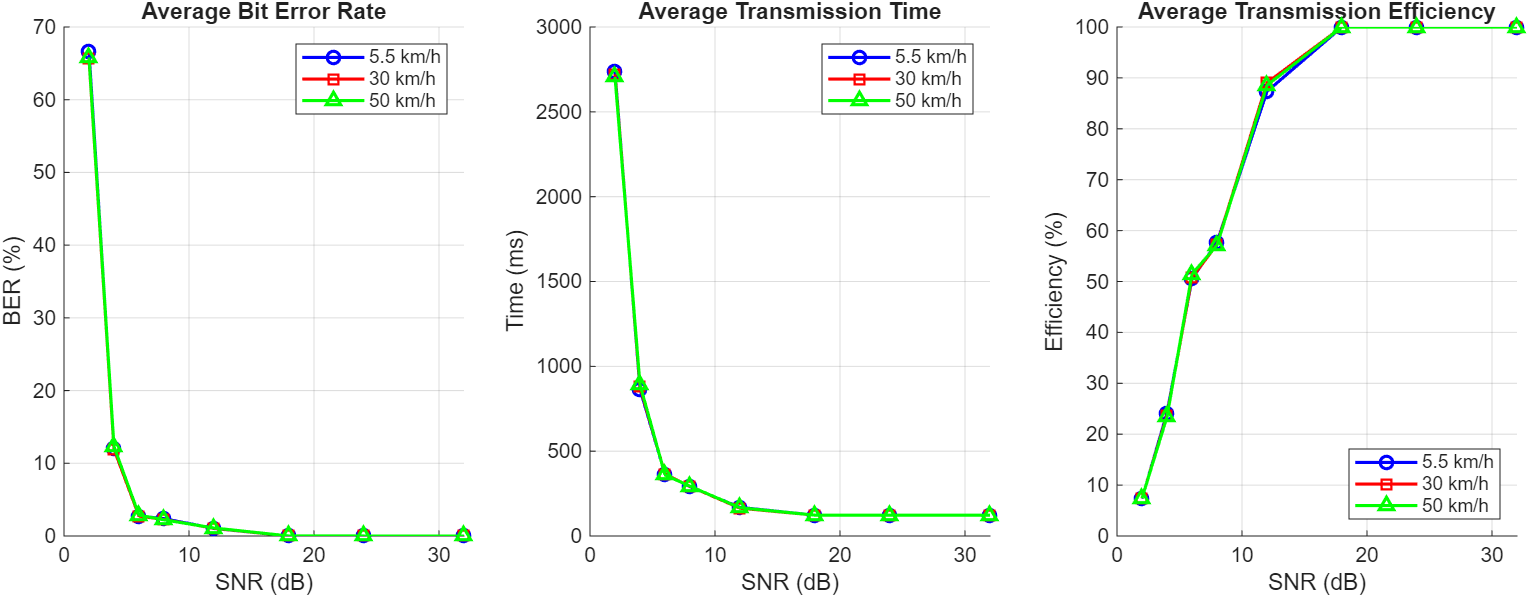 Average Bit Error Rate
70
60
50
40
30
20
10
0
BER (%)
5.5 km/h
30 km/h
50 km/h
0 10 20 30
SNR (dB)
Average Transmission Time
3000
2500
2000
1500
1000
500
0
Time (ms)
5.5 km/h
30 km/h
50 km/h
0 10 20 30
SNR (dB)
Average Transmission Efficiency
100
90
80
70
60
50
40
30
20
10
0
Efficiency (%)
5.5 km/h
30 km/h
50 km/h
0 10 20 30
SNR (dB)